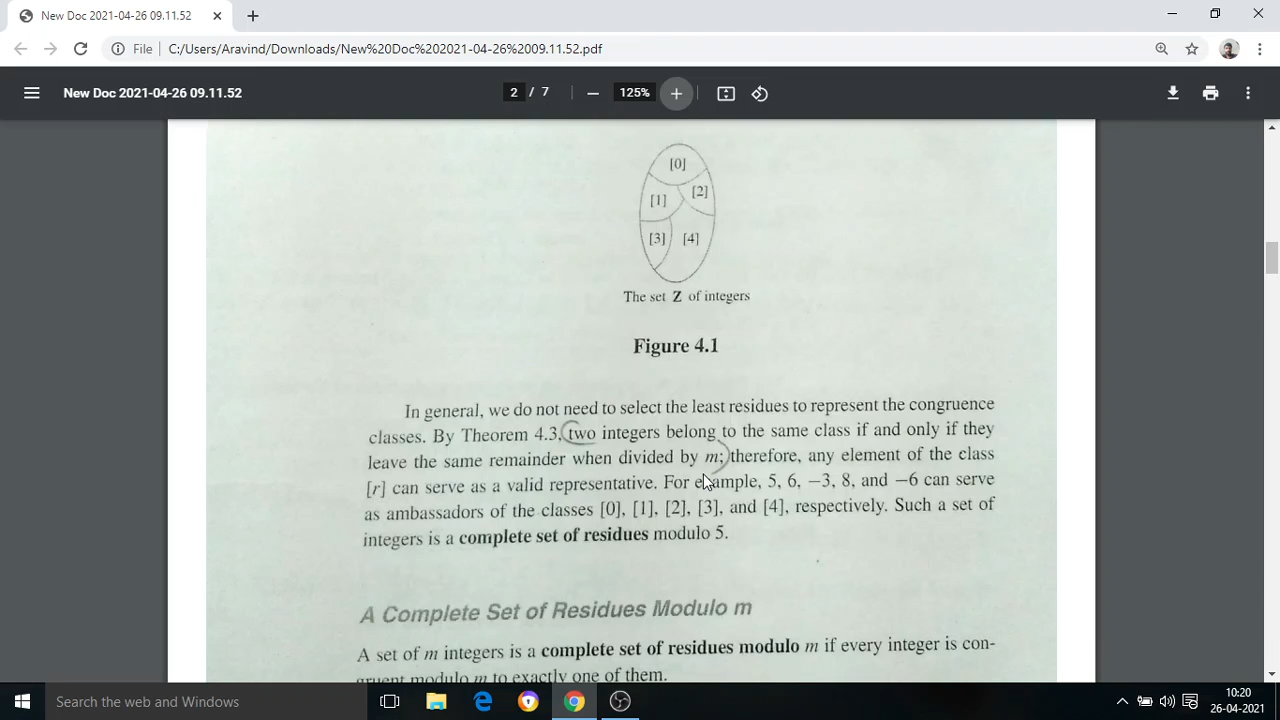 New Doc 2021-04-26 09.11.52
File
C:/Users/Aravind/Downloads/New%20Doc%202021-04-26%2009.11.52.pdf
New Doc 2021-04-26 09.11.52
2 / 7
125%
[0]
[2]
[1]
[3] [4]
The set Z of integers
Figure 4.1
In general, we do not need to select the least residues to represent the congruence
classes. By Theorem 4.3, two integers belong to the same class if and only if they
leave the same remainder when divided by m; therefore, any element of the class
[r] can serve as a valid representative. For example, 5, 6, −3, 8, and −6 can serve
as ambassadors of the classes [0], [1], [2], [3], and [4], respectively. Such a set of
integers is a complete set of residues modulo 5.
A Complete Set of Residues Modulo m
A set of m integers is a complete set of residues modulo m if every integer is con-
gruent modulo m to exactly one of them.
Search the web and Windows
10:20
26-04-2021